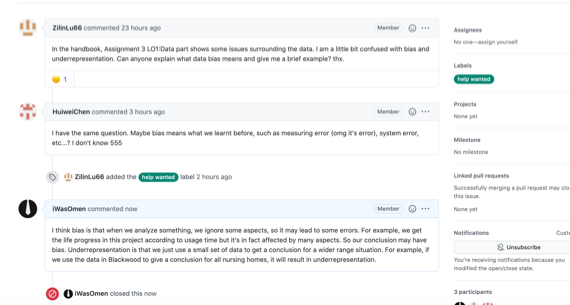 ZilinLu66 commented 23 hours ago
Member
In the handbook, Assignment 3 LO1:Data part shows some issues surrounding the data. I am a little bit confused with bias and
underrepresentation. Can anyone explain what data bias means and give me a brief example? thx.
1
HuiweiChen commented 3 hours ago
Member
I have the same question. Maybe bias means what we learnt before, such as measuring error (omg it's error), system error,
etc...? I don't know 555
ZilinLu66 added the help wanted label 2 hours ago
iWasOmen commented now
Member
I think bias is that when we analyze something, we ignore some aspects, so it may lead to some errors. For example, we get
the life progress in this project according to usage time but it's in fact affected by many aspects. So our conclusion may have
bias. Underrepresentation is that we just use a small set of data to get a conclusion for a wider range situation. For example, if
we use the data in Blackwood to give a conclusion for all nursing homes, it will result in underrepresentation.
iWasOmen closed this now
Assignees
No one—assign yourself
Labels
help wanted
Projects
None yet
Milestone
No milestone
Linked pull requests
Successfully merging a pull request may clo
this issue.
None yet
Notifications
Custo
Unsubscribe
You're receiving notifications because you
modified the open/close state.
3 participants